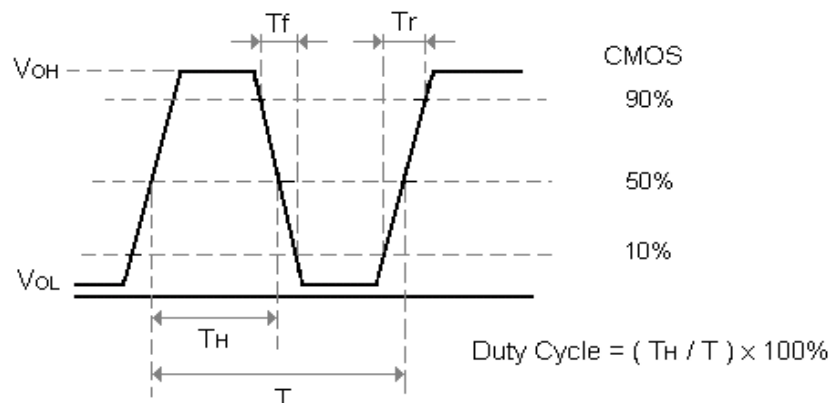 Tf
Tr
VOH
CMOS
90%
50%
10%
VOL
TH
Duty Cycle = ( TH / T ) x 100%
T